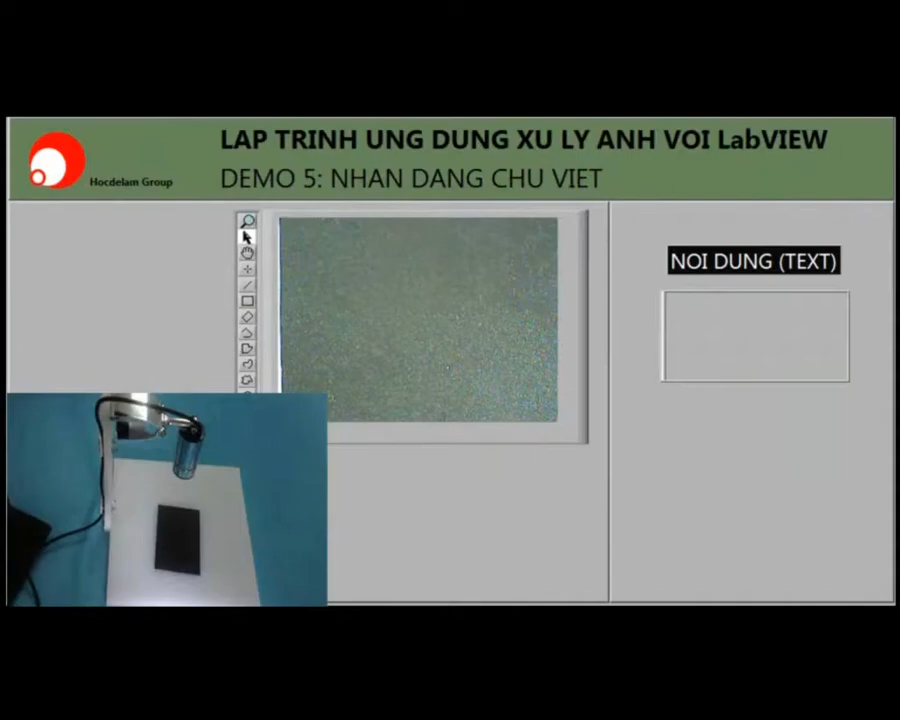 LAP TRINH UNG DUNG XU LY ANH VOI LabVIEW
Hocdelam Group
DEMO 5: NHAN DANG CHU VIET
NOI DUNG (TEXT)